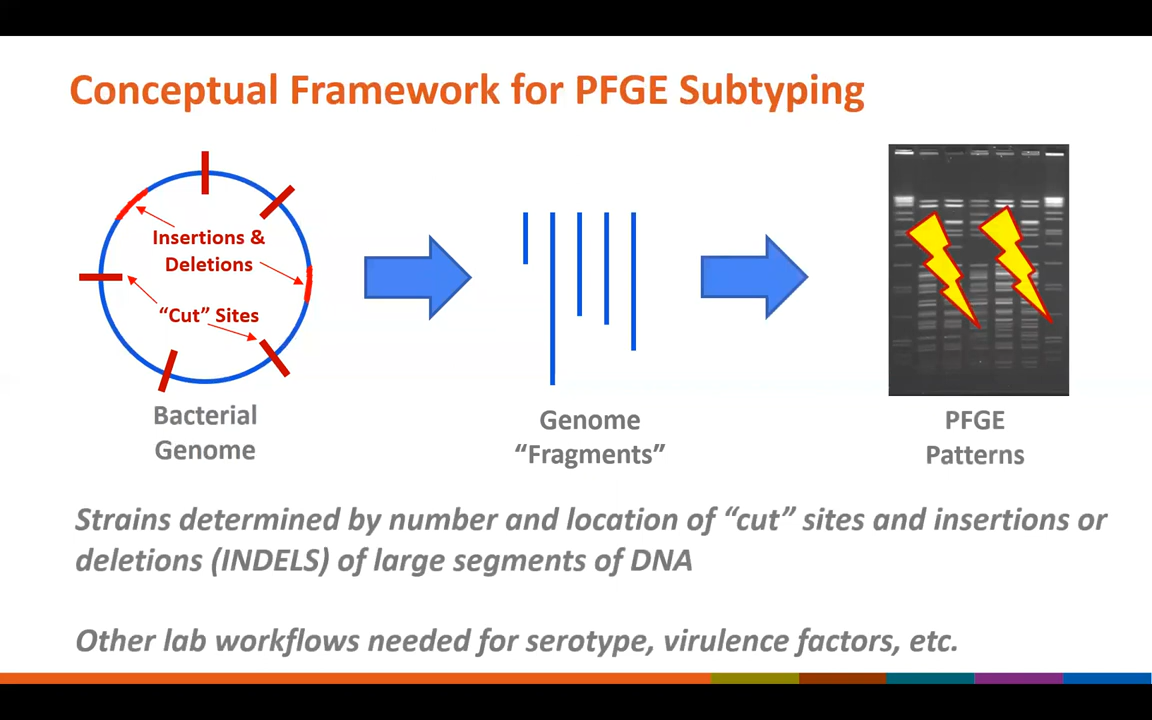 Conceptual Framework for PFGE Subtyping
Insertions &
Deletions
“Cut” Sites
Bacterial
Genome
Genome
“Fragments”
PFGE
Patterns
Strains determined by number and location of “cut” sites and insertions or
deletions (INDELS) of large segments of DNA
Other lab workflows needed for serotype, virulence factors, etc.